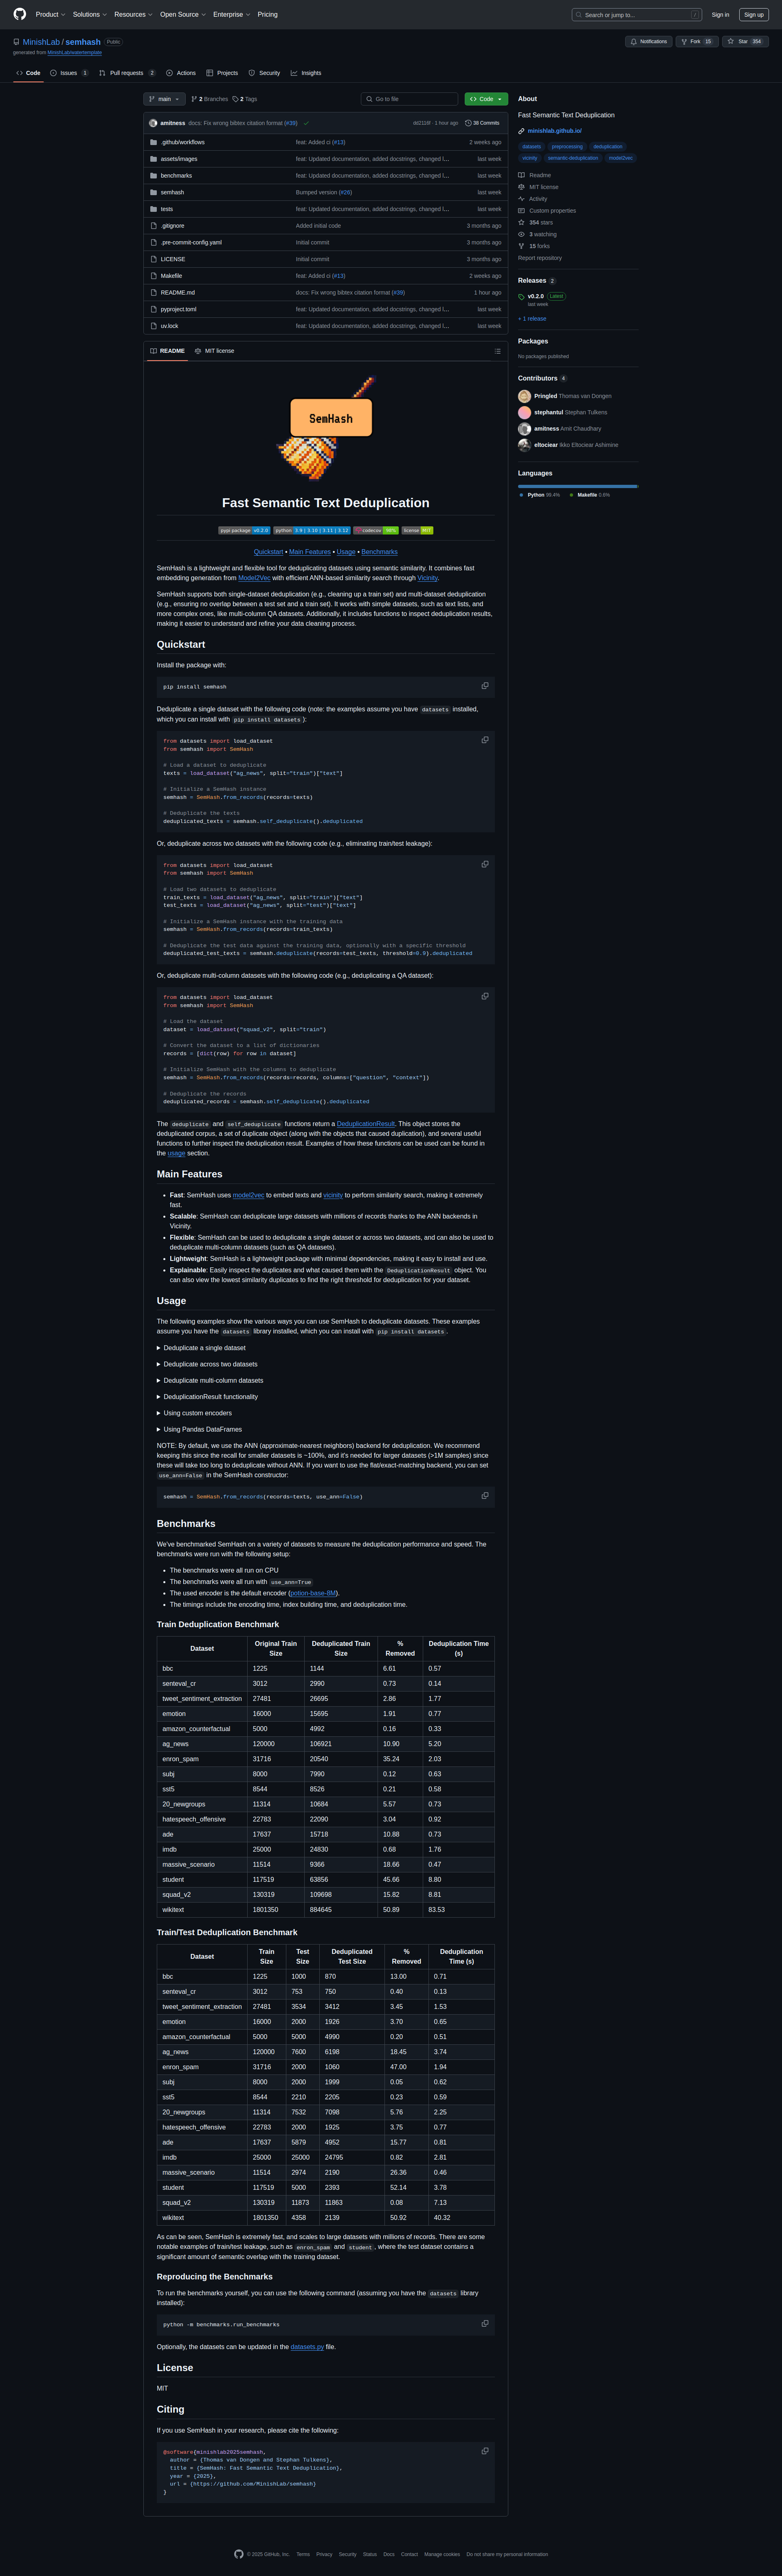 Product Solutions Resources Open Source Enterprise Pricing
Search or jump to... / Sign in Sign up
MinishLab / semhash Public
Notifications Fork 15 Star 354
generated from MinishLab/watertemplate
Code Issues 1 Pull requests 2 Actions Projects Security Insights
main 2 Branches 2 Tags Go to file Code
amitness docs: Fix wrong bibtex citation format (#39) · 1 hour ago 38 Commits
.github/workflows feat: Added ci (#13) 2 weeks ago
assets/images feat: Updated documentation, added docstrings, changed l... last week
benchmarks feat: Updated documentation, added docstrings, changed l... last week
semhash Bumped version (#26) last week
tests feat: Updated documentation, added docstrings, changed l... last week
.gitignore Added initial code 3 months ago
.pre-commit-config.yaml Initial commit 3 months ago
LICENSE Initial commit 3 months ago
Makefile feat: Added ci (#13) 2 weeks ago
README.md docs: Fix wrong bibtex citation format (#39) 1 hour ago
pyproject.toml feat: Updated documentation, added docstrings, changed l... last week
uv.lock feat: Updated documentation, added docstrings, changed l... last week
README MIT license
SemHash
Fast Semantic Text Deduplication
pypi package v0.2.0 python 3.9 | 3.10 | 3.11 | 3.12 codecov 98% license MIT
Quickstart • Main Features • Usage • Benchmarks
SemHash is a lightweight and flexible tool for deduplicating datasets using semantic similarity. It combines fast
embedding generation from Model2Vec with efficient ANN-based similarity search through Vicinity.
SemHash supports both single-dataset deduplication (e.g., cleaning up a train set) and multi-dataset deduplication
(e.g., ensuring no overlap between a test set and a train set). It works with simple datasets, such as text lists, and
more complex ones, like multi-column QA datasets. Additionally, it includes functions to inspect deduplication results,
making it easier to understand and refine your data cleaning process.
Quickstart
Install the package with:
pip install semhash
Deduplicate a single dataset with the following code (note: the examples assume you have datasets installed,
which you can install with pip install datasets ):
from datasets import load_dataset
from semhash import SemHash
# Load a dataset to deduplicate
texts = load_dataset("ag_news", split="train")["text"]
# Initialize a SemHash instance
semhash = SemHash.from_records(records=texts)
# Deduplicate the texts
deduplicated_texts = semhash.self_deduplicate().deduplicated
Or, deduplicate across two datasets with the following code (e.g., eliminating train/test leakage):
from datasets import load_dataset
from semhash import SemHash
# Load two datasets to deduplicate
train_texts = load_dataset("ag_news", split="train")["text"]
test_texts = load_dataset("ag_news", split="test")["text"]
# Initialize a SemHash instance with the training data
semhash = SemHash.from_records(records=train_texts)
# Deduplicate the test data against the training data, optionally with a specific threshold
deduplicated_test_texts = semhash.deduplicate(records=test_texts, threshold=0.9).deduplicated
Or, deduplicate multi-column datasets with the following code (e.g., deduplicating a QA dataset):
from datasets import load_dataset
from semhash import SemHash
# Load the dataset
dataset = load_dataset("squad_v2", split="train")
# Convert the dataset to a list of dictionaries
records = [dict(row) for row in dataset]
# Initialize SemHash with the columns to deduplicate
semhash = SemHash.from_records(records=records, columns=["question", "context"])
# Deduplicate the records
deduplicated_records = semhash.self_deduplicate().deduplicated
The deduplicate and self_deduplicate functions return a DeduplicationResult. This object stores the
deduplicated corpus, a set of duplicate object (along with the objects that caused duplication), and several useful
functions to further inspect the deduplication result. Examples of how these functions can be used can be found in
the usage section.
Main Features
• Fast: SemHash uses model2vec to embed texts and vicinity to perform similarity search, making it extremely
fast.
• Scalable: SemHash can deduplicate large datasets with millions of records thanks to the ANN backends in
Vicinity.
• Flexible: SemHash can be used to deduplicate a single dataset or across two datasets, and can also be used to
deduplicate multi-column datasets (such as QA datasets).
• Lightweight: SemHash is a lightweight package with minimal dependencies, making it easy to install and use.
• Explainable: Easily inspect the duplicates and what caused them with the DeduplicationResult object. You
can also view the lowest similarity duplicates to find the right threshold for deduplication for your dataset.
Usage
The following examples show the various ways you can use SemHash to deduplicate datasets. These examples
assume you have the datasets library installed, which you can install with pip install datasets .
Deduplicate a single dataset
Deduplicate across two datasets
Deduplicate multi-column datasets
DeduplicationResult functionality
Using custom encoders
Using Pandas DataFrames
NOTE: By default, we use the ANN (approximate-nearest neighbors) backend for deduplication. We recommend
keeping this since the recall for smaller datasets is ~100%, and it's needed for larger datasets (>1M samples) since
these will take too long to deduplicate without ANN. If you want to use the flat/exact-matching backend, you can set
use_ann=False in the SemHash constructor:
semhash = SemHash.from_records(records=texts, use_ann=False)
Benchmarks
We've benchmarked SemHash on a variety of datasets to measure the deduplication performance and speed. The
benchmarks were run with the following setup:
• The benchmarks were all run on CPU
• The benchmarks were all run with use_ann=True
• The used encoder is the default encoder (potion-base-8M).
• The timings include the encoding time, index building time, and deduplication time.
Train Deduplication Benchmark
Dataset Original Train Size Deduplicated Train Size % Removed Deduplication Time (s)
bbc 1225 1144 6.61 0.57
senteval_cr 3012 2990 0.73 0.14
tweet_sentiment_extraction 27481 26695 2.86 1.77
emotion 16000 15695 1.91 0.77
amazon_counterfactual 5000 4992 0.16 0.33
ag_news 120000 106921 10.90 5.20
enron_spam 31716 20540 35.24 2.03
subj 8000 7990 0.12 0.63
sst5 8544 8526 0.21 0.58
20_newgroups 11314 10684 5.57 0.73
hatespeech_offensive 22783 22090 3.04 0.92
ade 17637 15718 10.88 0.73
imdb 25000 24830 0.68 1.76
massive_scenario 11514 9366 18.66 0.47
student 117519 63856 45.66 8.80
squad_v2 130319 109698 15.82 8.81
wikitext 1801350 884645 50.89 83.53
Train/Test Deduplication Benchmark
Dataset Train Size Test Size Deduplicated Test Size % Removed Deduplication Time (s)
bbc 1225 1000 870 13.00 0.71
senteval_cr 3012 753 750 0.40 0.13
tweet_sentiment_extraction 27481 3534 3412 3.45 1.53
emotion 16000 2000 1926 3.70 0.65
amazon_counterfactual 5000 5000 4990 0.20 0.51
ag_news 120000 7600 6198 18.45 3.74
enron_spam 31716 2000 1060 47.00 1.94
subj 8000 2000 1999 0.05 0.62
sst5 8544 2210 2205 0.23 0.59
20_newgroups 11314 7532 7098 5.76 2.25
hatespeech_offensive 22783 2000 1925 3.75 0.77
ade 17637 5879 4952 15.77 0.81
imdb 25000 25000 24795 0.82 2.81
massive_scenario 11514 2974 2190 26.36 0.46
student 117519 5000 2393 52.14 3.78
squad_v2 130319 11873 11863 0.08 7.13
wikitext 1801350 4358 2139 50.92 40.32
As can be seen, SemHash is extremely fast, and scales to large datasets with millions of records. There are some
notable examples of train/test leakage, such as enron_spam and student , where the test dataset contains a
significant amount of semantic overlap with the training dataset.
Reproducing the Benchmarks
To run the benchmarks yourself, you can use the following command (assuming you have the datasets library
installed):
python -m benchmarks.run_benchmarks
Optionally, the datasets can be updated in the datasets.py file.
License
MIT
Citing
If you use SemHash in your research, please cite the following:
@software{minishlab2025semhash,
author = {Thomas van Dongen and Stephan Tulkens},
title = {SemHash: Fast Semantic Text Deduplication},
year = {2025},
url = {https://github.com/MinishLab/semhash}
}
About
Fast Semantic Text Deduplication
minishlab.github.io/
datasets preprocessing deduplication
vicinity semantic-deduplication model2vec
Readme
MIT license
Activity
Custom properties
354 stars
3 watching
15 forks
Report repository
Releases 2
v0.2.0 Latest
last week
+ 1 release
Packages
No packages published
Contributors 4
Pringled Thomas van Dongen
stephantul Stephan Tulkens
amitness Amit Chaudhary
eltociear Ikko Eltociear Ashimine
Languages
Python 99.4% Makefile 0.6%
© 2025 GitHub, Inc. Terms Privacy Security Status Docs Contact Manage cookies Do not share my personal information